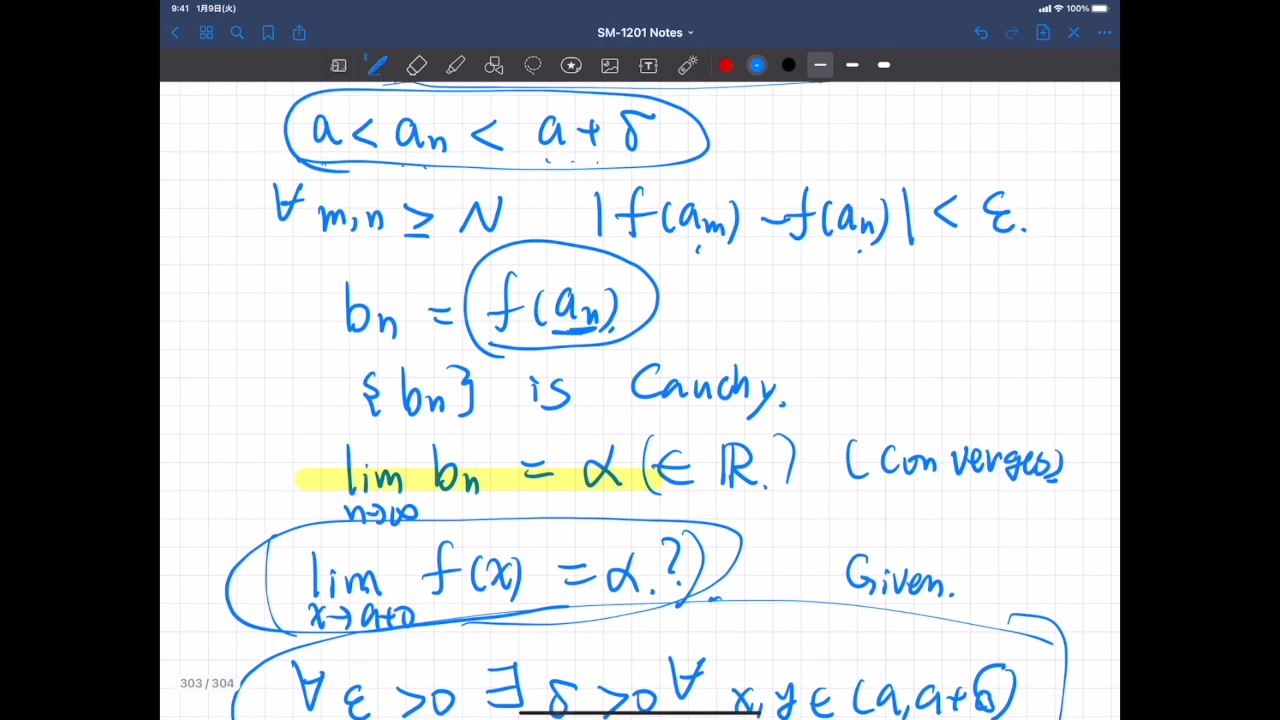 9:41 1月9日(火) 100%
SM-1201 Notes
a < aₙ < a + δ
∀ m,n ≥ N |f(aₘ) - f(aₙ)| < ε.
bₙ = f(aₙ)
{bₙ} is Cauchy.
lim bₙ = α (∈ ℝ.) (Converges)
n→∞
lim f(x) = α.?) Given.
x→a+0
303 / 304
∀ ε >0 ∃ δ >0 ∀ x, y ∈ (a, a+δ)